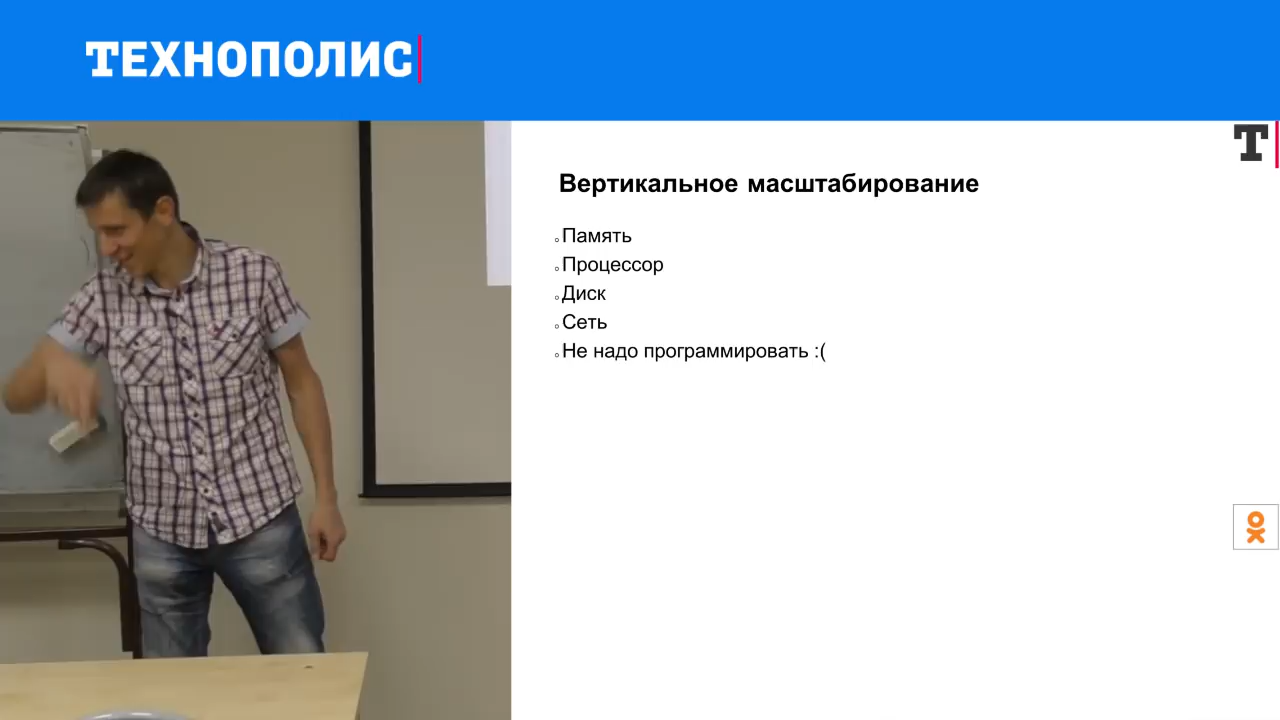 ТЕХНОПОЛИС
Т
Вертикальное масштабирование
Память
Процессор
Диск
Сеть
Не надо программировать :(